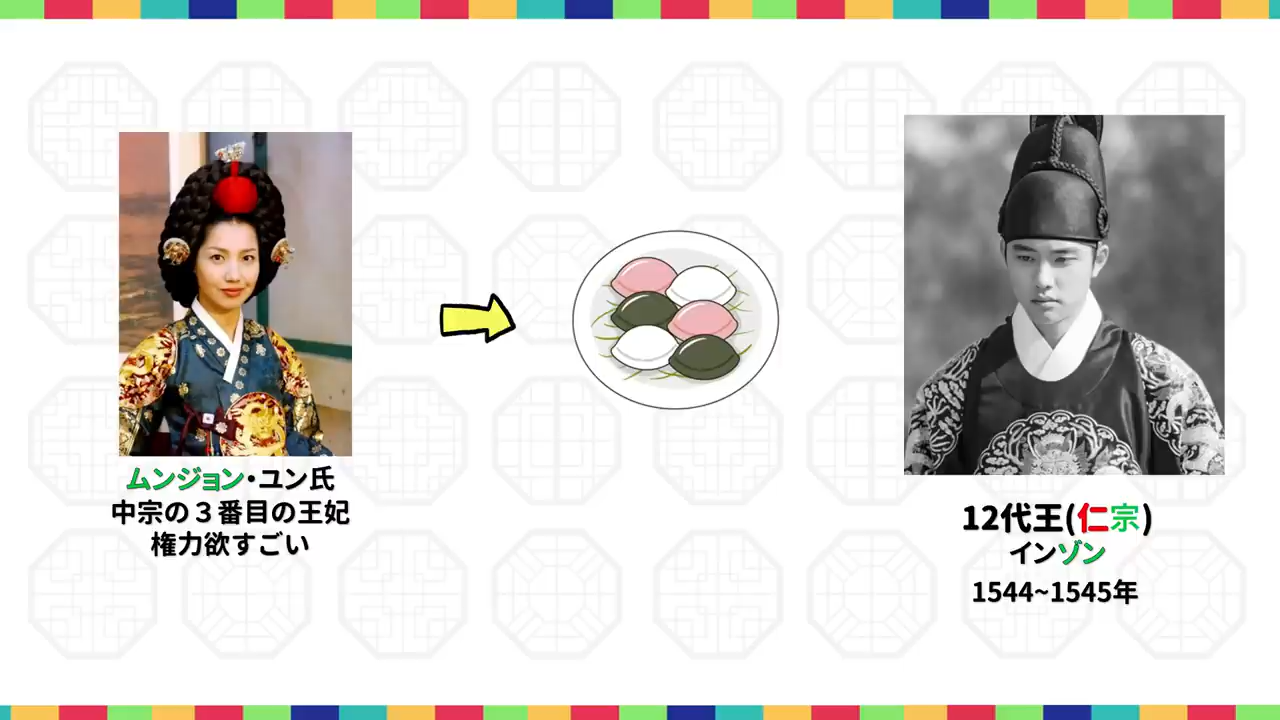 ムンジョン・ユン氏
中宗の３番目の王妃
権力欲すごい
12代王(仁宗)
インゾン
1544~1545年